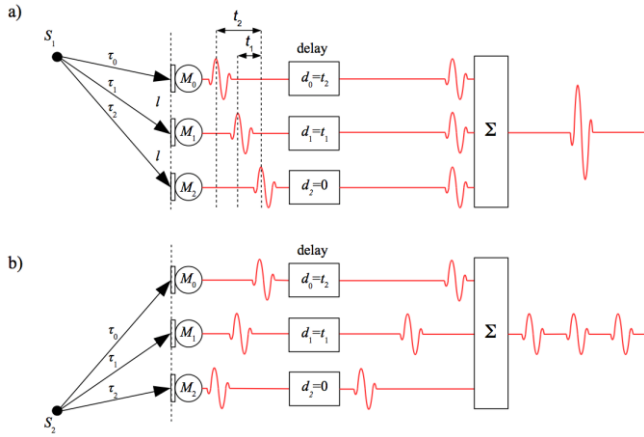 a)
S₁
τ₀
τ₁
τ₂
l
l
M₀
M₁
M₂
t₂
t₁
delay
d₀=t₂
d₁=t₁
d₂=0
Σ
b)
S₂
τ₀
τ₁
τ₂
M₀
M₁
M₂
delay
d₀=t₂
d₁=t₁
d₂=0
Σ